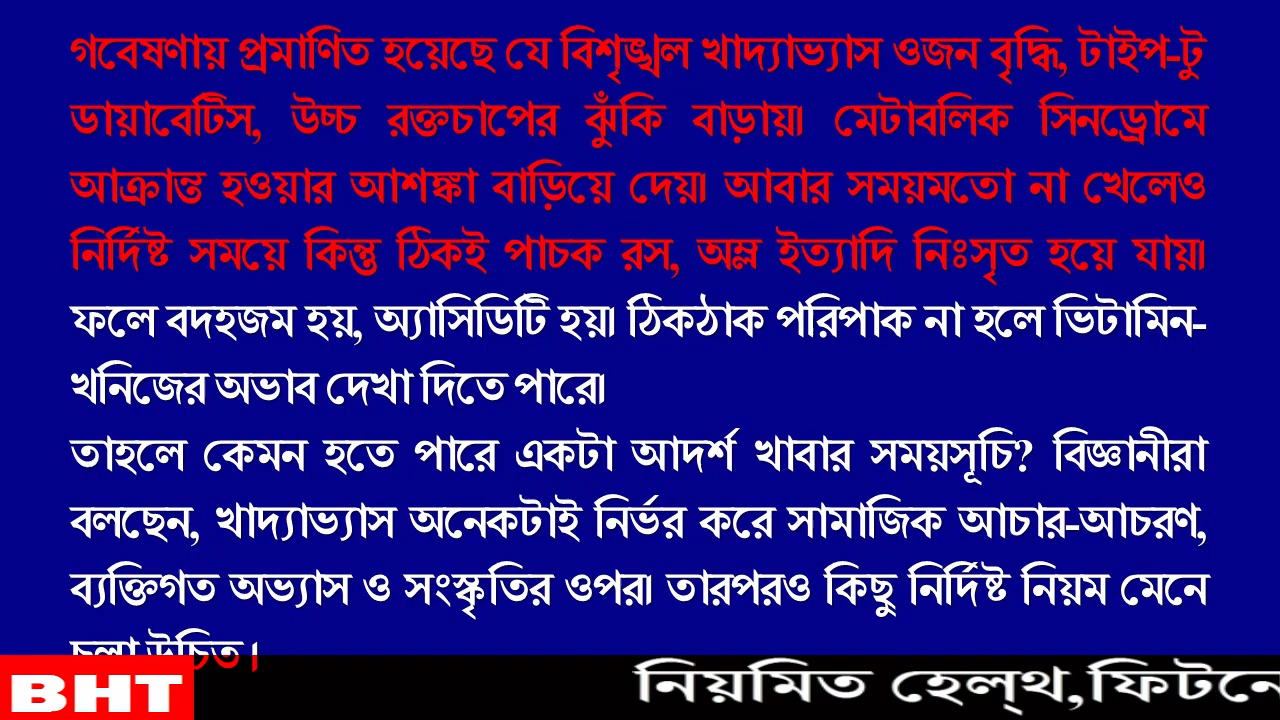 গবেষণায় প্রমাণিত হয়েছে যে বিশৃঙ্খল খাদ্যাভ্যাস ওজন বৃদ্ধি, টাইপ-টু
ডায়াবেটিস, উচ্চ রক্তচাপের ঝুঁকি বাড়ায়। মেটাবলিক সিনড্রোমে
আক্রান্ত হওয়ার আশঙ্কা বাড়িয়ে দেয়। আবার সময়মতো না খেলেও
নির্দিষ্ট সময়ে কিন্তু ঠিকই পাচক রস, অম্ল ইত্যাদি নিঃসৃত হয়ে যায়।
ফলে বদহজম হয়, অ্যাসিডিটি হয়। ঠিকঠাক পরিপাক না হলে ভিটামিন-
খনিজের অভাব দেখা দিতে পারে।
তাহলে কেমন হতে পারে একটা আদর্শ খাবার সময়সূচি? বিজ্ঞানীরা
বলছেন, খাদ্যাভ্যাস অনেকটাই নির্ভর করে সামাজিক আচার-আচরণ,
ব্যক্তিগত অভ্যাস ও সংস্কৃতির ওপর। তারপরও কিছু নির্দিষ্ট নিয়ম মেনে
চলা উচিত।
BHT
নিয়মিত হেল্‌থ,ফিটনে